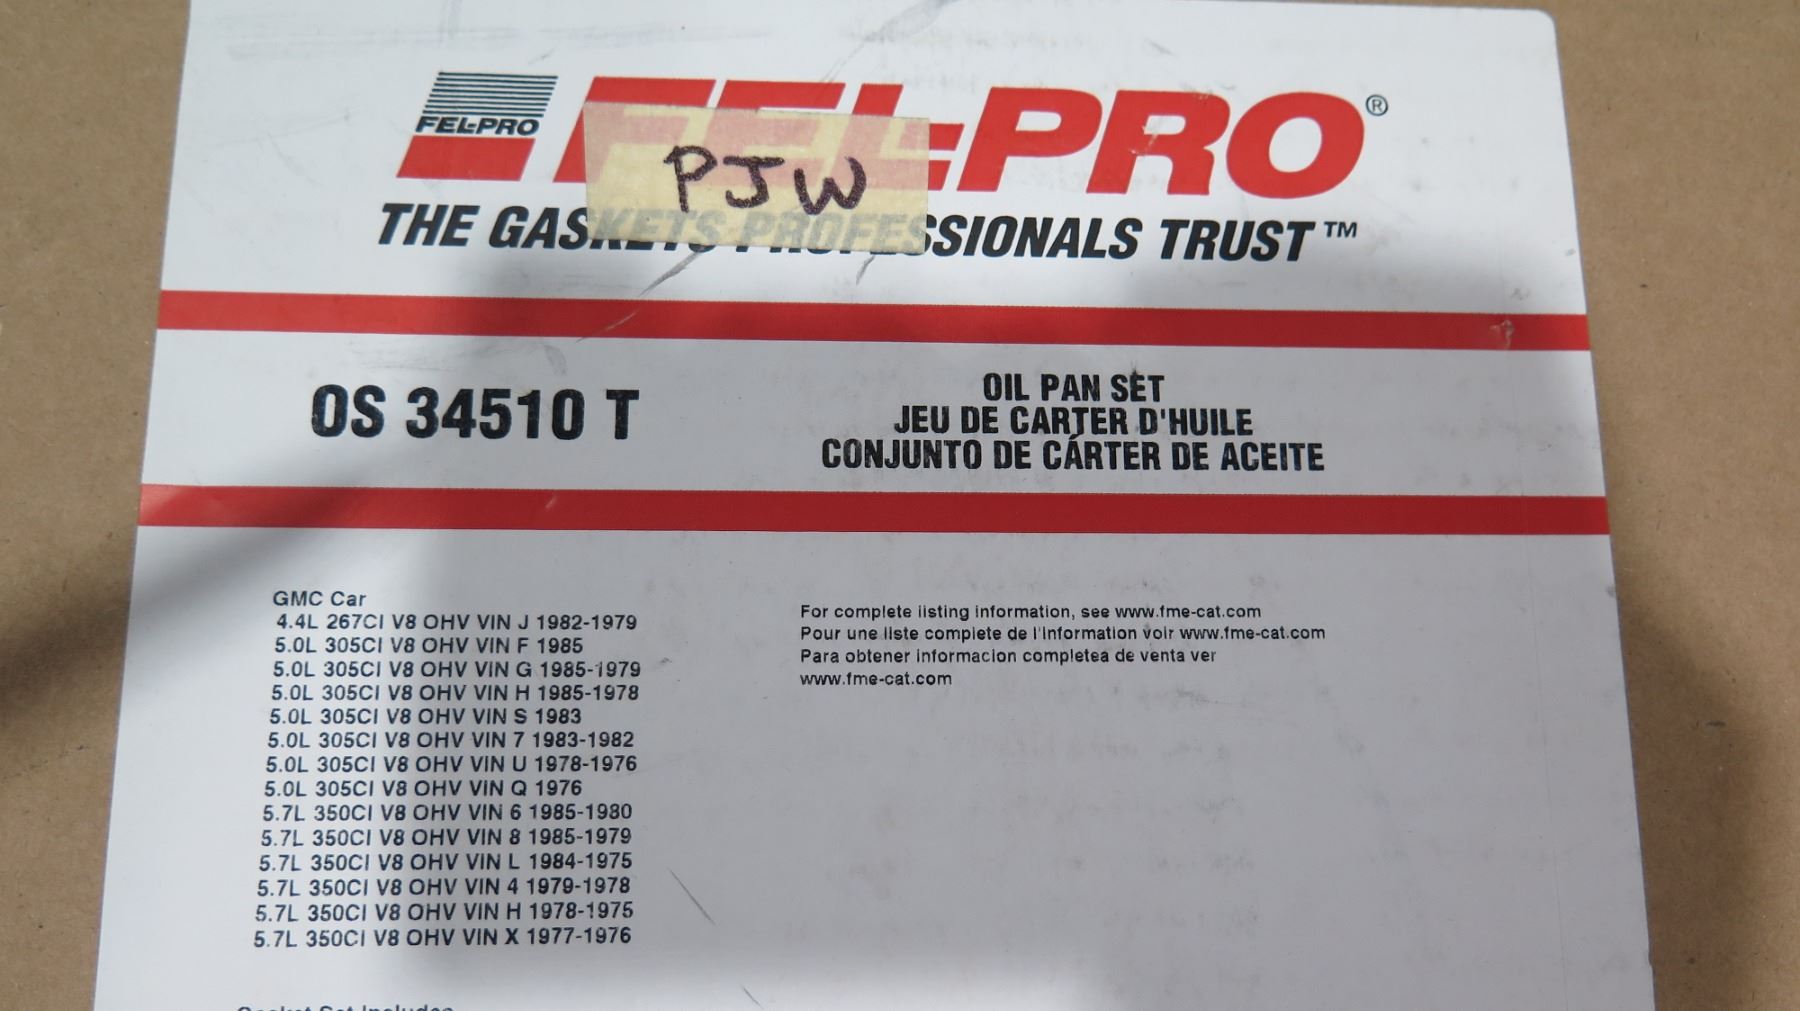 FEL-PRO
FEL-PRO®
PJW
THE GASKETS PROFESSIONALS TRUST™
OS 34510 T
OIL PAN SET
JEU DE CARTER D'HUILE
CONJUNTO DE CÁRTER DE ACEITE
GMC Car
4.4L 267CI V8 OHV VIN J 1982-1979
5.0L 305CI V8 OHV VIN F 1985
5.0L 305CI V8 OHV VIN G 1985-1979
5.0L 305CI V8 OHV VIN H 1985-1978
5.0L 305CI V8 OHV VIN S 1983
5.0L 305CI V8 OHV VIN 7 1983-1982
5.0L 305CI V8 OHV VIN U 1978-1976
5.0L 305CI V8 OHV VIN Q 1976
5.7L 350CI V8 OHV VIN 6 1985-1980
5.7L 350CI V8 OHV VIN 8 1985-1979
5.7L 350CI V8 OHV VIN L 1984-1975
5.7L 350CI V8 OHV VIN 4 1979-1978
5.7L 350CI V8 OHV VIN H 1978-1975
5.7L 350CI V8 OHV VIN X 1977-1976
For complete listing information, see www.fme-cat.com
Pour une liste complete de l'information voir www.fme-cat.com
Para obtener informacion completea de venta ver
www.fme-cat.com
Gasket Set Includes